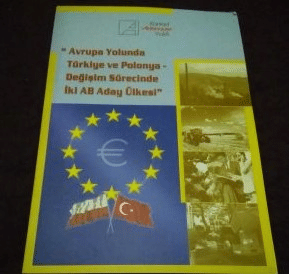 " Avrupa Yolunda
Türkiye ve Polonya -
Değişim Sürecinde
İki AB Aday Ülkesi"
€